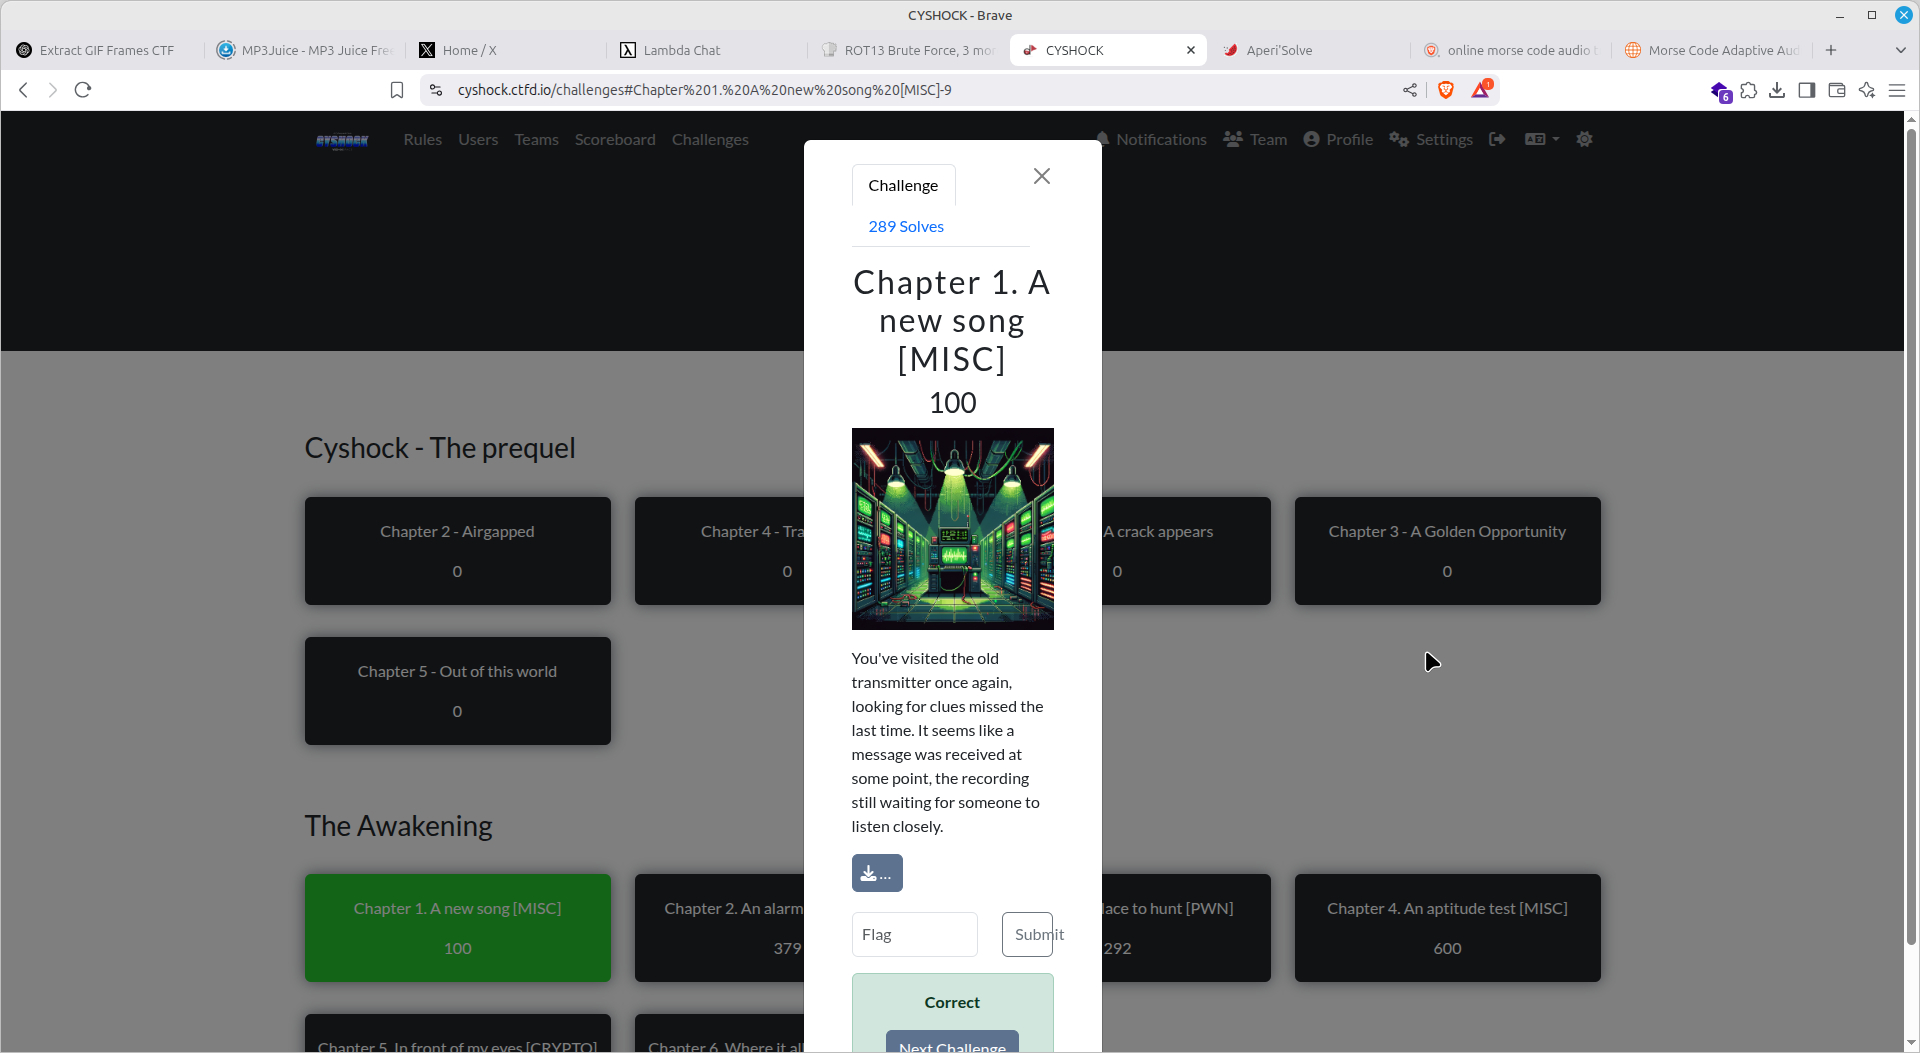 CYSHOCK - Brave
Extract GIF Frames CTF
MP3Juice - MP3 Juice Free
Home / X
Lambda Chat
ROT13 Brute Force, 3 mor
CYSHOCK
Aperi'Solve
online morse code audio t
Morse Code Adaptive Aud
cyshock.ctfd.io/challenges#Chapter%201.%20A%20new%20song%20[MISC]-9
1
6
CYSHOCK
Rules
Users
Teams
Scoreboard
Challenges
Notifications
Team
Profile
Settings
Challenge
289 Solves
Chapter 1. A
new song
[MISC]
100
You've visited the old
transmitter once again,
looking for clues missed the
last time. It seems like a
message was received at
some point, the recording
still waiting for someone to
listen closely.
...
Flag
Submit
Correct
Next Challenge
Cyshock - The prequel
Chapter 2 - Airgapped
0
Chapter 4 - Tra
0
A crack appears
0
Chapter 3 - A Golden Opportunity
0
Chapter 5 - Out of this world
0
The Awakening
Chapter 1. A new song [MISC]
100
Chapter 2. An alarm
379
lace to hunt [PWN]
292
Chapter 4. An aptitude test [MISC]
600
Chapter 5. In front of my eyes [CRYPTO]
Chapter 6. Where it all